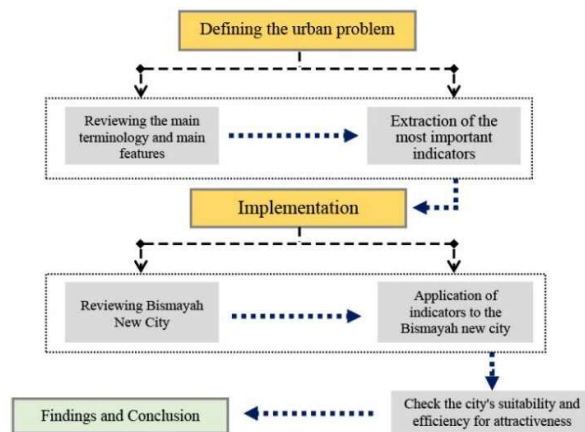 Defining the urban problem
Reviewing the main
terminology and main
features
Extraction of the
most important
indicators
Implementation
Reviewing Bismayah
New City
Application of
indicators to the
Bismayah new city
Check the city's suitability and
efficiency for attractiveness
Findings and Conclusion